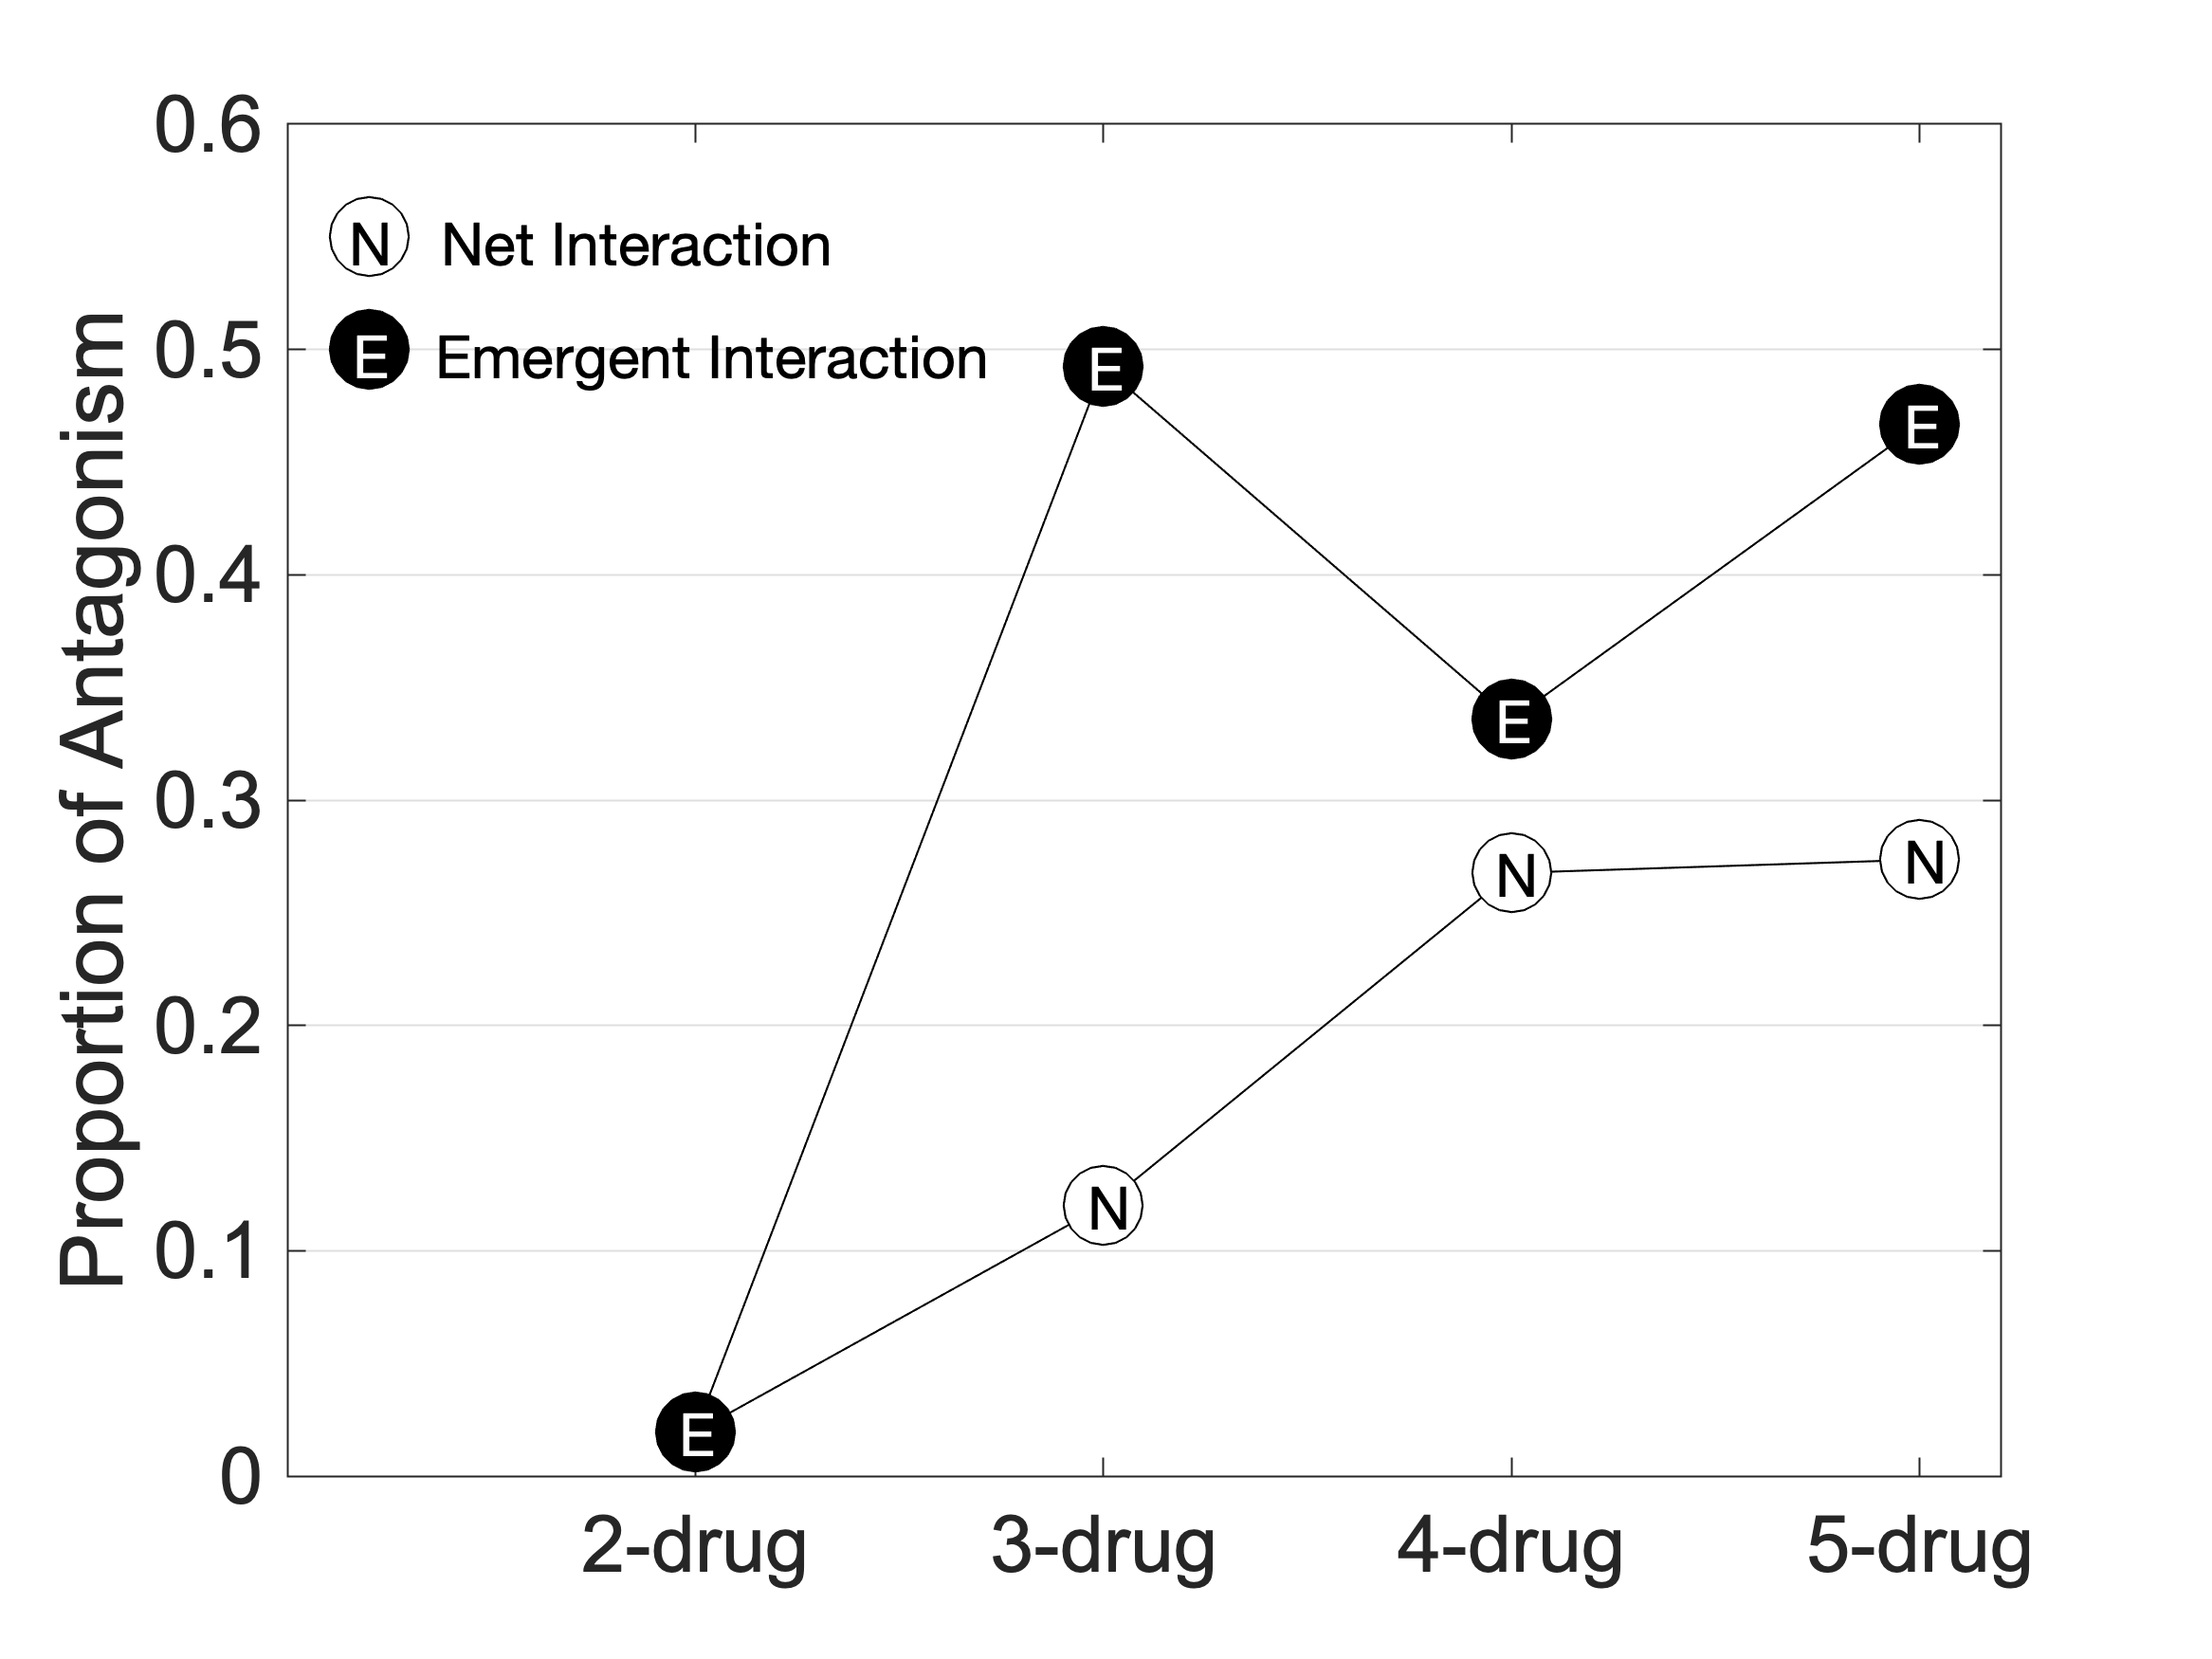 0.6
N Net Interaction
0.5
E Emergent Interaction
E
E
0.4
E
0.3
N
N
0.2
N
0.1
E
0
Proportion of Antagonism
2-drug 3-drug 4-drug 5-drug